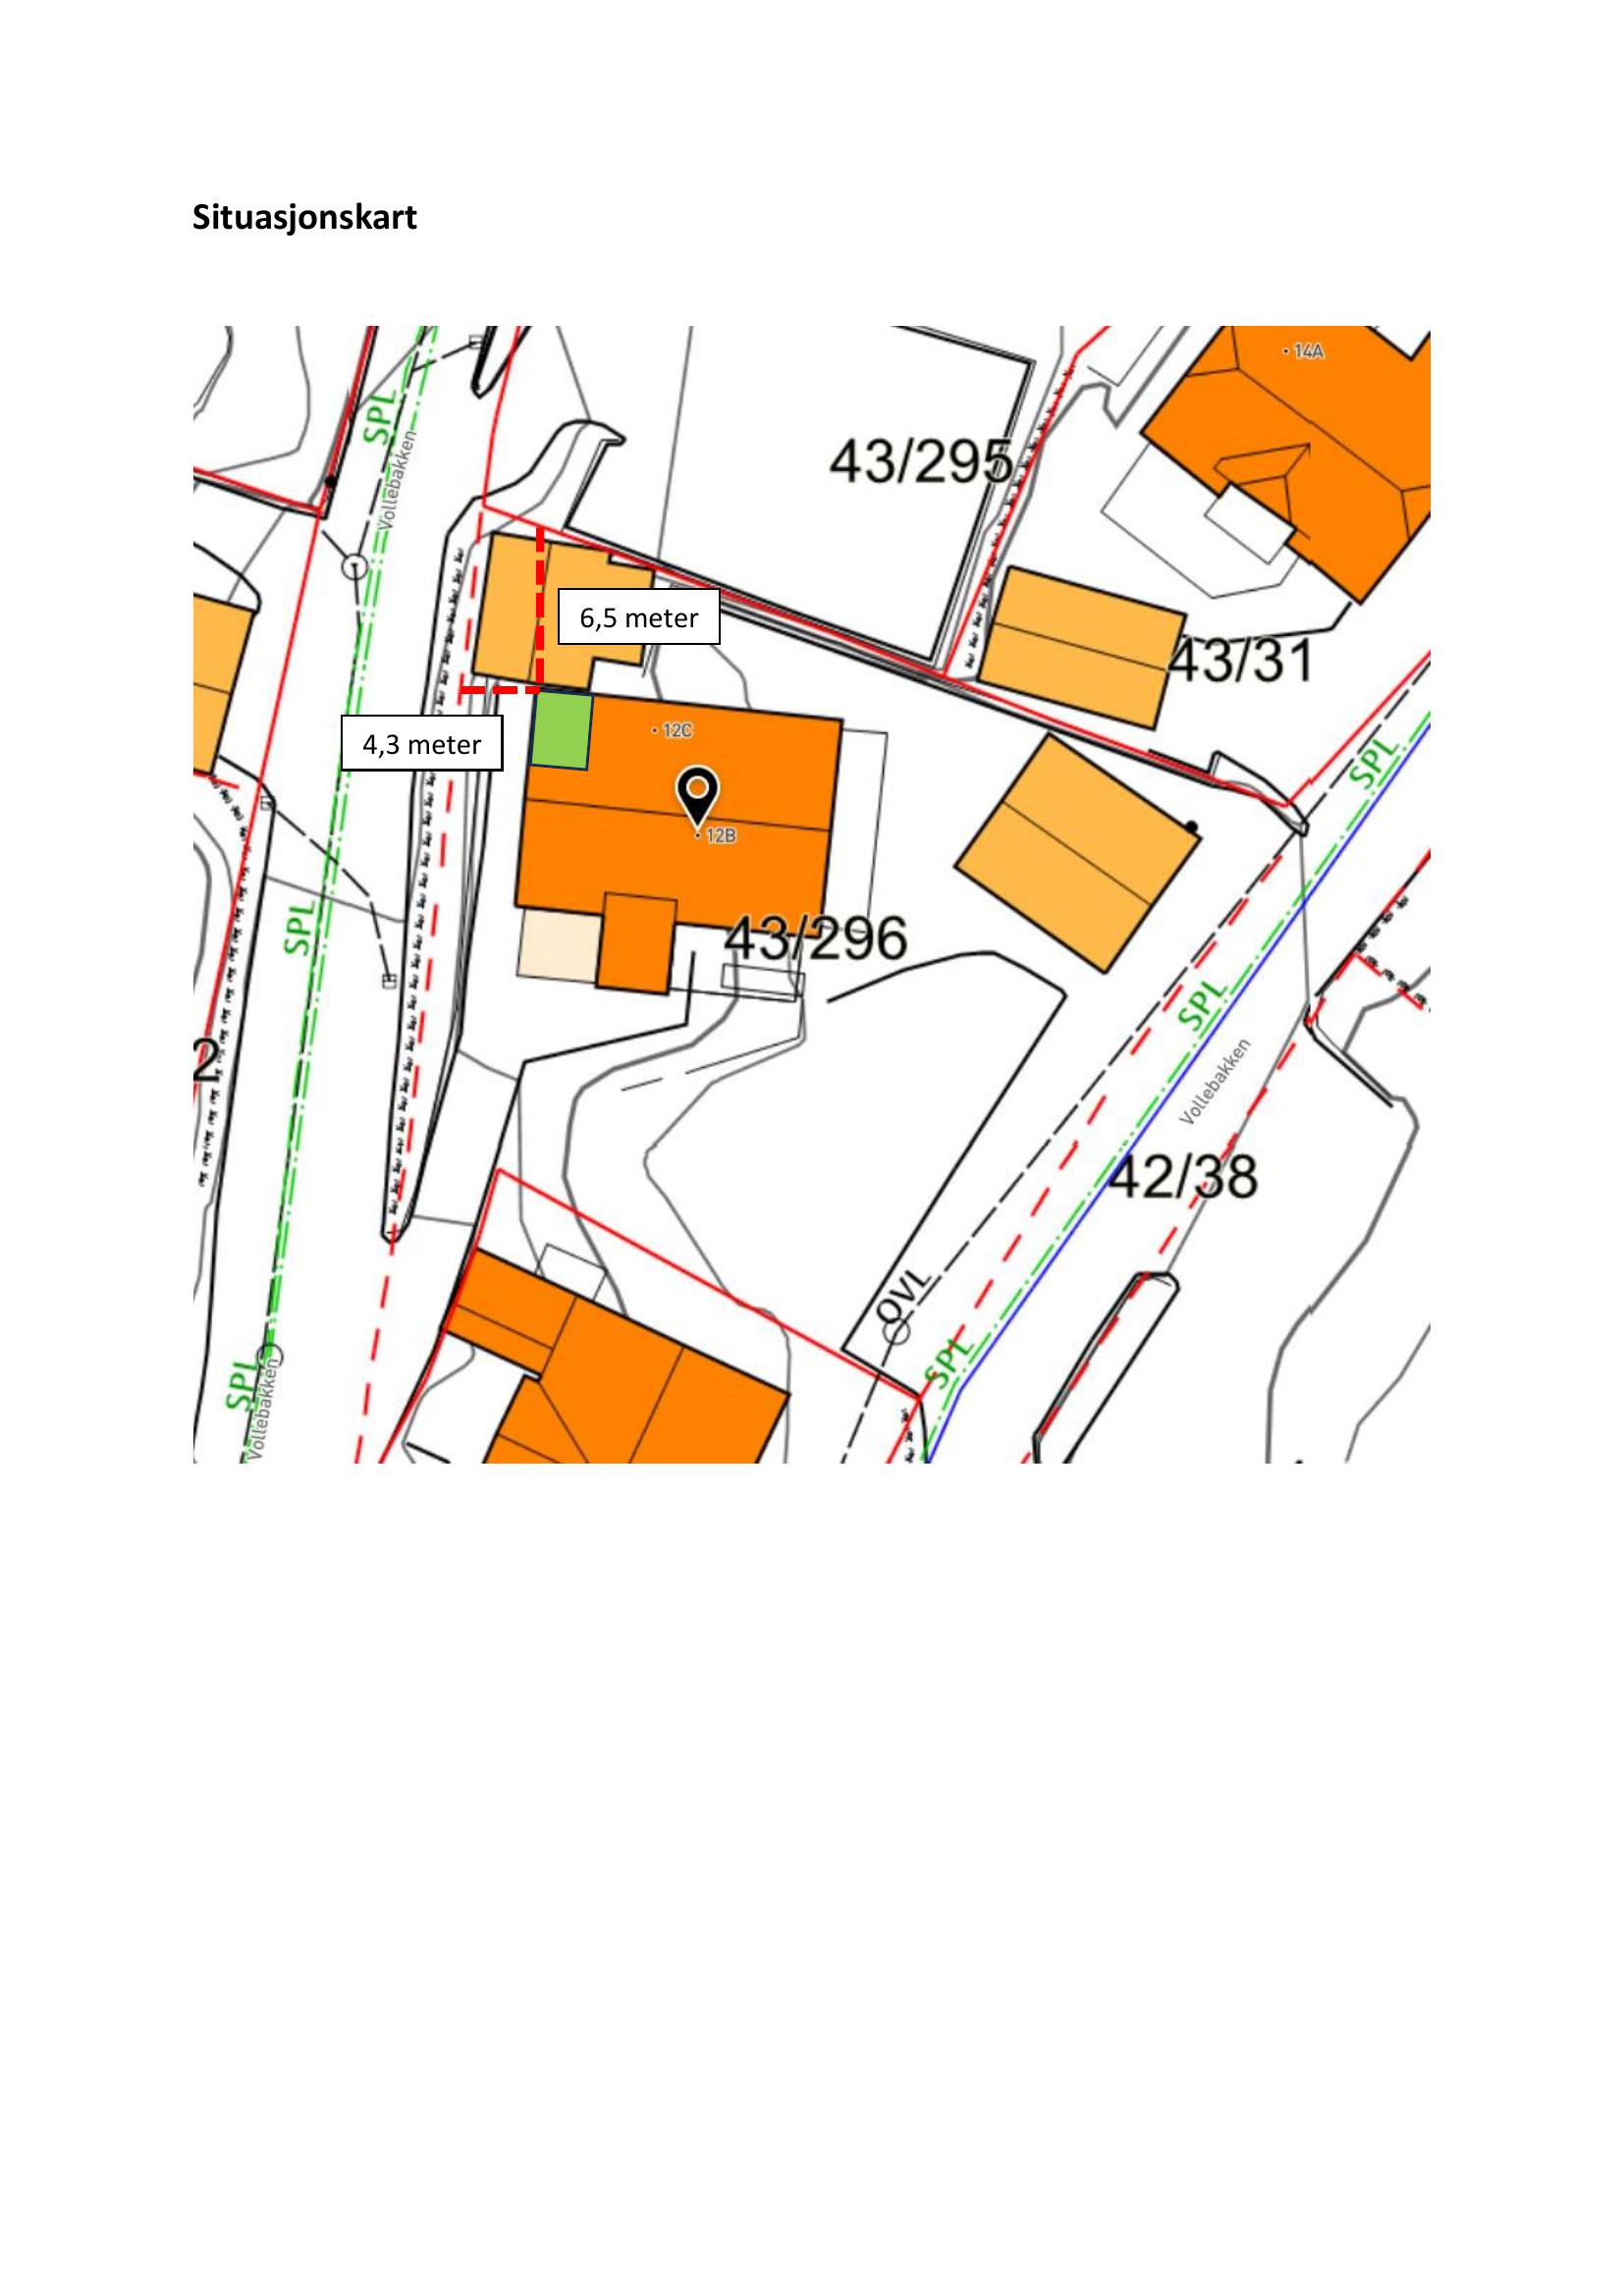 Situasjonskart
14A
SPL
Vollebakken
43/295
6,5 meter
43/31
4,3 meter
12C
SPL
12B
SPL
43/296
SPL
2
Vollebakken
42/38
OVL
SPL
SPL
Vollebakken